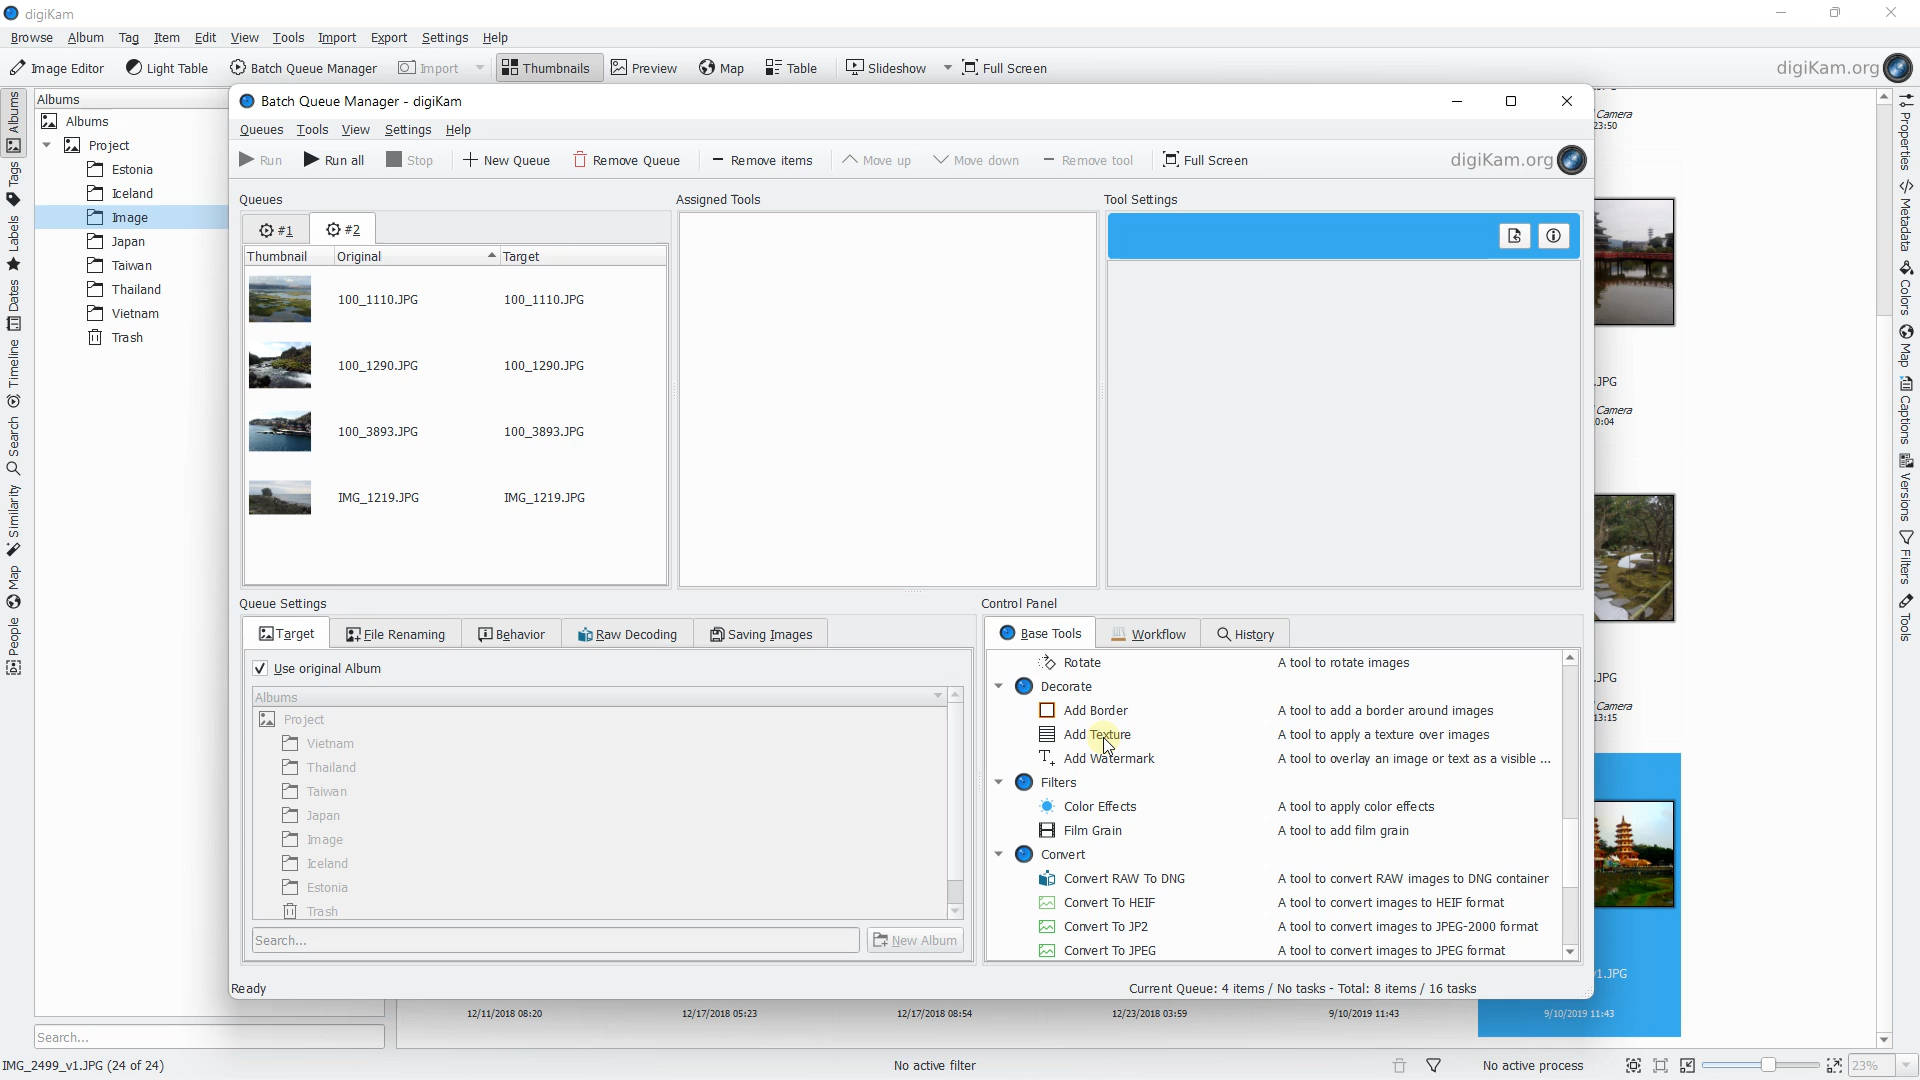 digiKam
Browse Album Tag Item Edit View Tools Import Export Settings Help
Image Editor Light Table Batch Queue Manager Import Thumbnails Preview Map Table Slideshow Full Screen digiKam.org
Albums
Tags
Labels
Dates
Timeline
Search
Similarity
Map
People
Albums
Albums
Project
Estonia
Iceland
Image
Japan
Taiwan
Thailand
Vietnam
Trash
Search...
Batch Queue Manager - digiKam
Queues Tools View Settings Help
Run Run all Stop New Queue Remove Queue Remove items Move up Move down Remove tool Full Screen digiKam.org
Queues
#1 #2
Thumbnail Original Target
100_1110.JPG 100_1110.JPG
100_1290.JPG 100_1290.JPG
100_3893.JPG 100_3893.JPG
IMG_1219.JPG IMG_1219.JPG
Assigned Tools
Tool Settings
Queue Settings
Target File Renaming Behavior Raw Decoding Saving Images
Use original Album
Albums
Project
Vietnam
Thailand
Taiwan
Japan
Image
Iceland
Estonia
Trash
Search... New Album
Control Panel
Base Tools Workflow History
Rotate A tool to rotate images
Decorate
Add Border A tool to add a border around images
Add Texture A tool to apply a texture over images
Add Watermark A tool to overlay an image or text as a visible ...
Filters
Color Effects A tool to apply color effects
Film Grain A tool to add film grain
Convert
Convert RAW To DNG A tool to convert RAW images to DNG container
Convert To HEIF A tool to convert images to HEIF format
Convert To JP2 A tool to convert images to JPEG-2000 format
Convert To JPEG A tool to convert images to JPEG format
Ready Current Queue: 4 items / No tasks - Total: 8 items / 16 tasks
Camera
23:50
.JPG
Camera
0:04
.JPG
Camera
13:15
1.JPG
12/11/2018 08:20 12/17/2018 05:23 12/17/2018 08:54 12/23/2018 03:59 9/10/2019 11:43 9/10/2019 11:43
Properties
Metadata
Colors
Map
Captions
Versions
Filters
Tools
IMG_2499_v1.JPG (24 of 24) No active filter No active process 23%